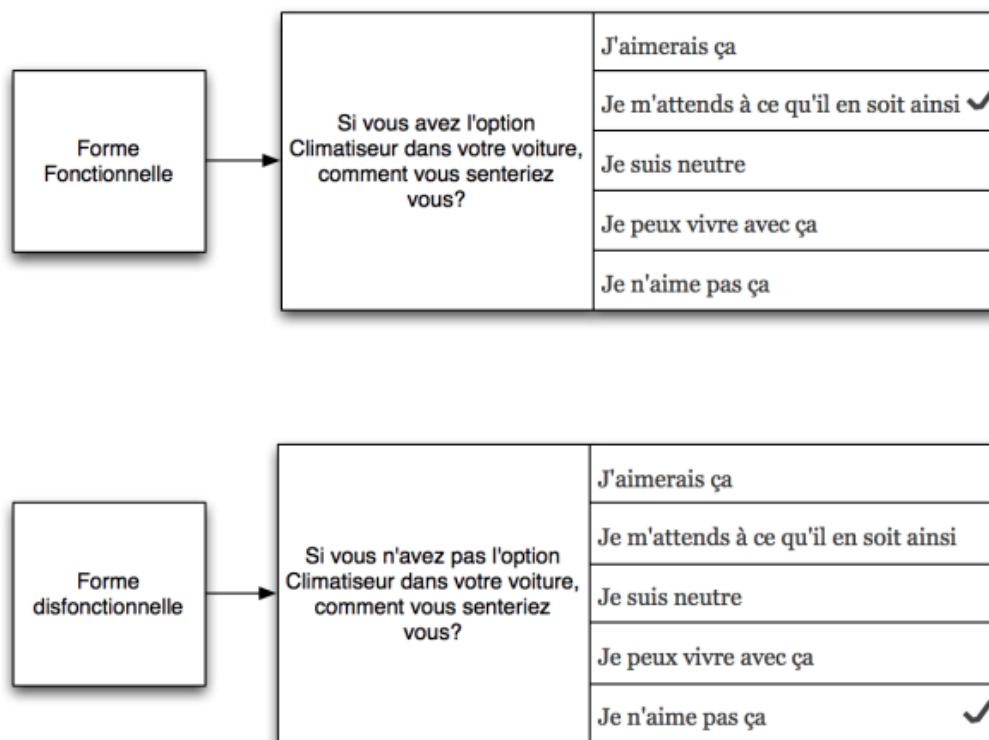 Forme
Fonctionnelle
Si vous avez l'option
Climatiseur dans votre voiture,
comment vous senteriez
vous?
J'aimerais ça
Je m'attends à ce qu'il en soit ainsi
Je suis neutre
Je peux vivre avec ça
Je n'aime pas ça
Forme
disfonctionnelle
Si vous n'avez pas l'option
Climatiseur dans votre voiture,
comment vous senteriez
vous?
J'aimerais ça
Je m'attends à ce qu'il en soit ainsi
Je suis neutre
Je peux vivre avec ça
Je n'aime pas ça